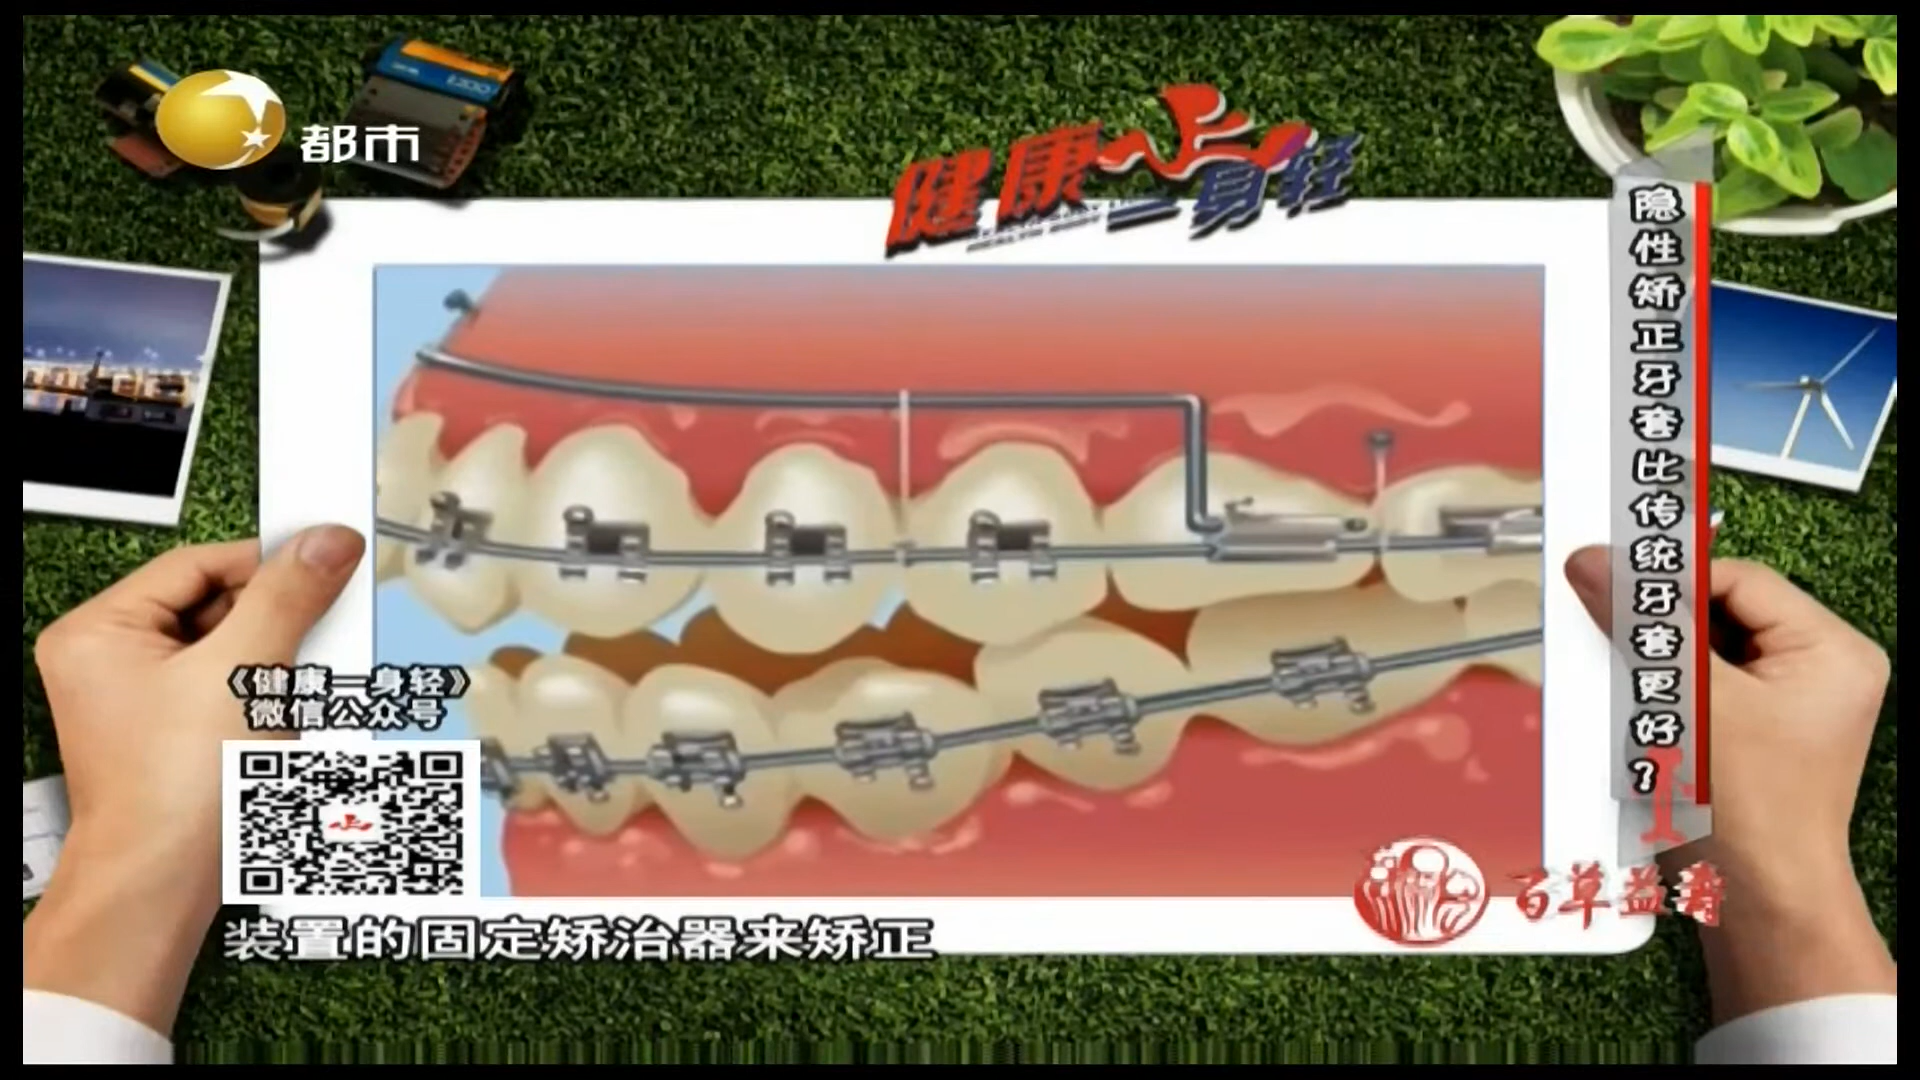 都市
健康一身轻
隐性矫正牙套比传统牙套更好?
《健康一身轻》
微信公众号
百草益寿
装置的固定矫治器来矫正